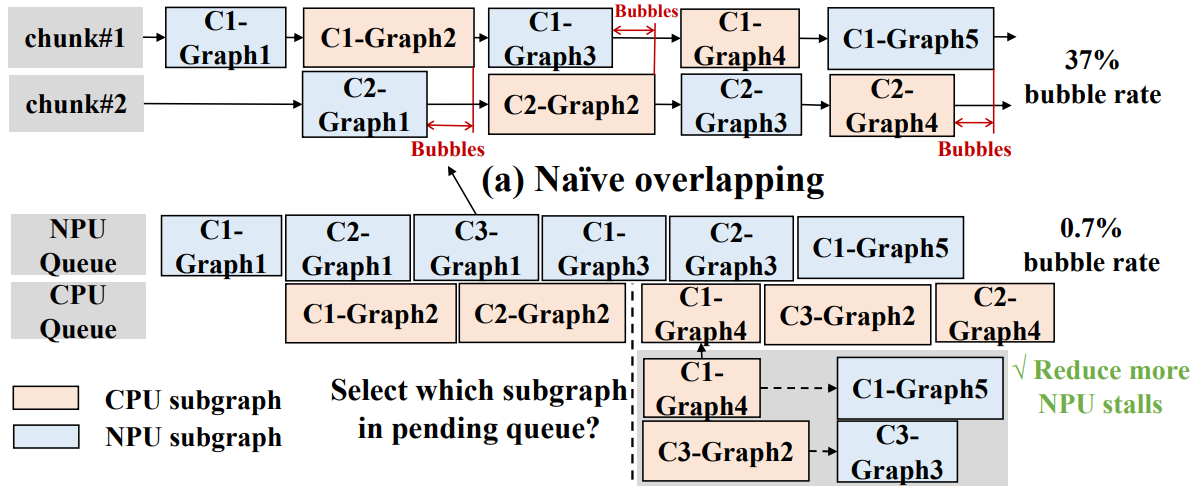 chunk#1
C1-
Graph1
C1-Graph2
C1-
Graph3
Bubbles
C1-
Graph4
C1-Graph5
37%
bubble rate
chunk#2
C2-
Graph1
C2-Graph2
C2-
Graph3
C2-
Graph4
Bubbles
Bubbles
(a) Naïve overlapping
NPU
Queue
C1-
Graph1
C2-
Graph1
C3-
Graph1
C1-
Graph3
C2-
Graph3
C1-Graph5
0.7%
bubble rate
CPU
Queue
C1-Graph2
C2-Graph2
C1-
Graph4
C3-Graph2
C2-
Graph4
CPU subgraph
NPU subgraph
Select which subgraph
in pending queue?
C1-
Graph4
C1-Graph5
C3-Graph2
C3-
Graph3
√ Reduce more
NPU stalls